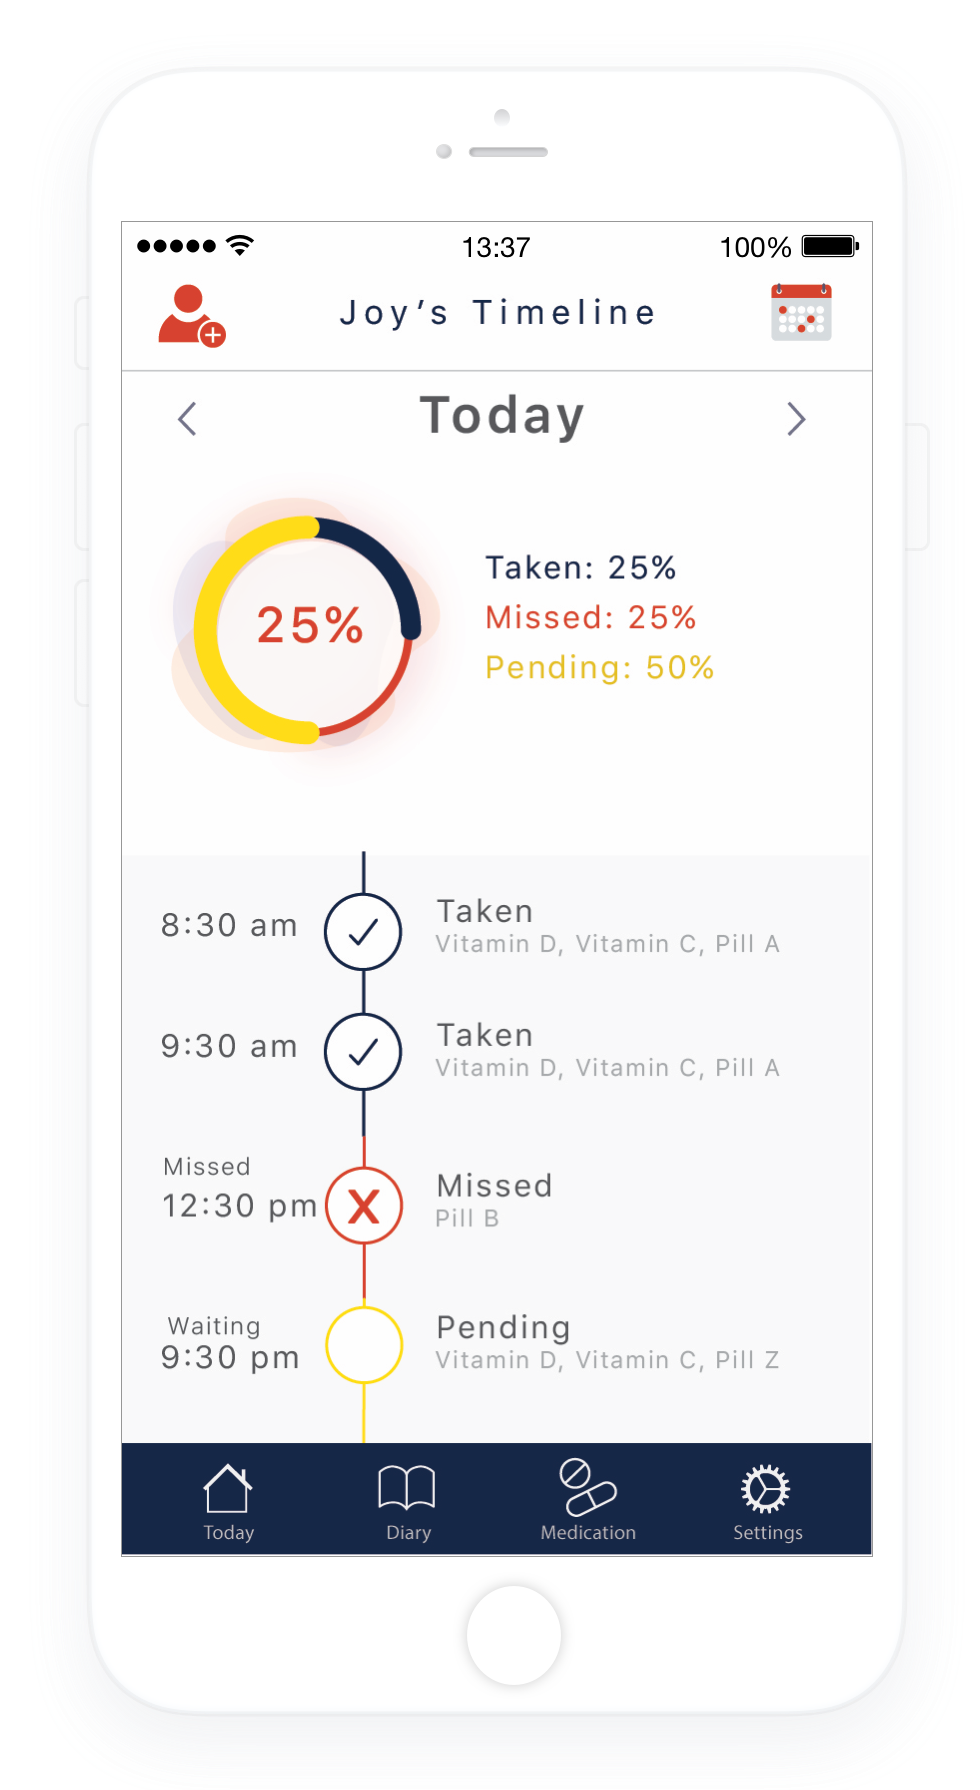 13:37
100%
Joy’s Timeline
Today
25%
Taken: 25%
Missed: 25%
Pending: 50%
8:30 am
Taken
Vitamin D, Vitamin C, Pill A
9:30 am
Taken
Vitamin D, Vitamin C, Pill A
Missed
12:30 pm
X
Missed
Pill B
Waiting
9:30 pm
Pending
Vitamin D, Vitamin C, Pill Z
Today
Diary
Medication
Settings